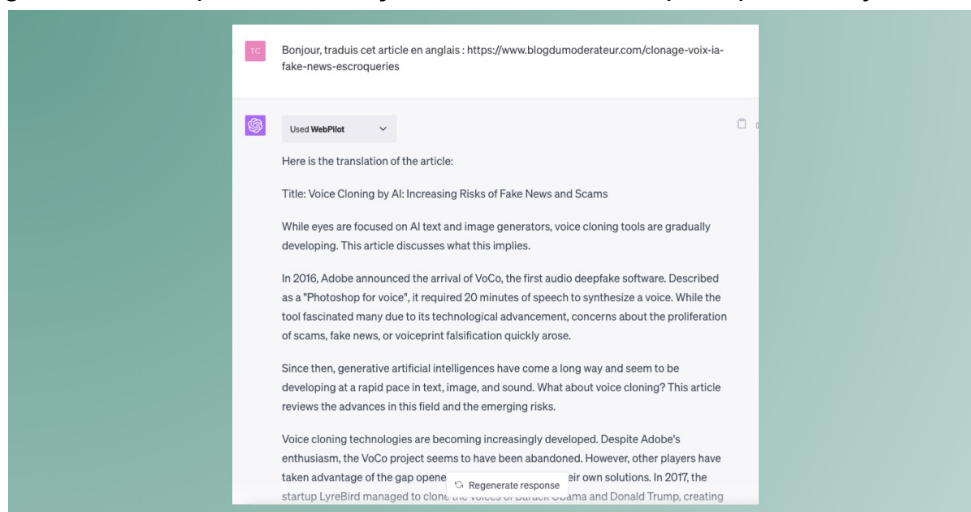 TC
Bonjour, traduis cet article en anglais : https://www.blogdumoderateur.com/clonage-voix-ia-
fake-news-escroqueries
Used WebPilot
Here is the translation of the article:
Title: Voice Cloning by AI: Increasing Risks of Fake News and Scams
While eyes are focused on AI text and image generators, voice cloning tools are gradually
developing. This article discusses what this implies.
In 2016, Adobe announced the arrival of VoCo, the first audio deepfake software. Described
as a "Photoshop for voice", it required 20 minutes of speech to synthesize a voice. While the
tool fascinated many due to its technological advancement, concerns about the proliferation
of scams, fake news, or voiceprint falsification quickly arose.
Since then, generative artificial intelligences have come a long way and seem to be
developing at a rapid pace in text, image, and sound. What about voice cloning? This article
reviews the advances in this field and the emerging risks.
Voice cloning technologies are becoming increasingly developed. Despite Adobe's
enthusiasm, the VoCo project seems to have been abandoned. However, other players have
taken advantage of the gap opene eir own solutions. In 2017, the
Regenerate response
startup LyreBird managed to clone the voices of Barack Obama and Donald Trump, creating